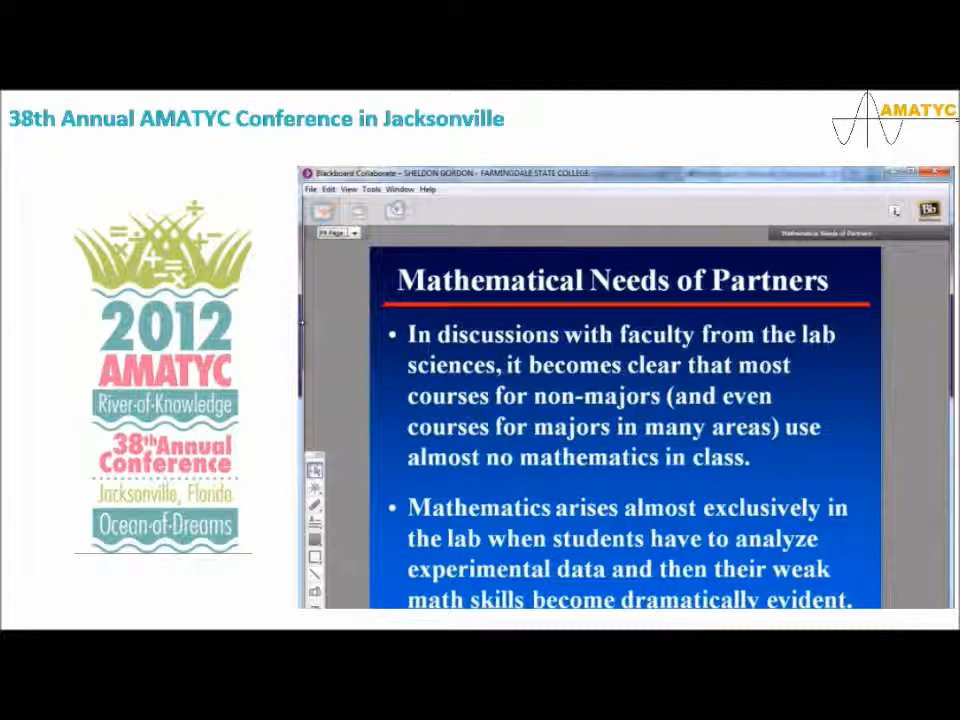 38th Annual AMATYC Conference in Jacksonville
AMATYC
2012
AMATYC
River-of-Knowledge
38th Annual
Conference
Jacksonville, Florida
Ocean-of-Dreams
Blackboard Collaborate – SHELDON GORDON - FARMINGDALE STATE COLLEGE
File Edit View Tools Window Help
Bb
Fit Page
Mathematical Needs of Partners
Mathematical Needs of Partners
• In discussions with faculty from the lab
sciences, it becomes clear that most
courses for non-majors (and even
courses for majors in many areas) use
almost no mathematics in class.
• Mathematics arises almost exclusively in
the lab when students have to analyze
experimental data and then their weak
math skills become dramatically evident.